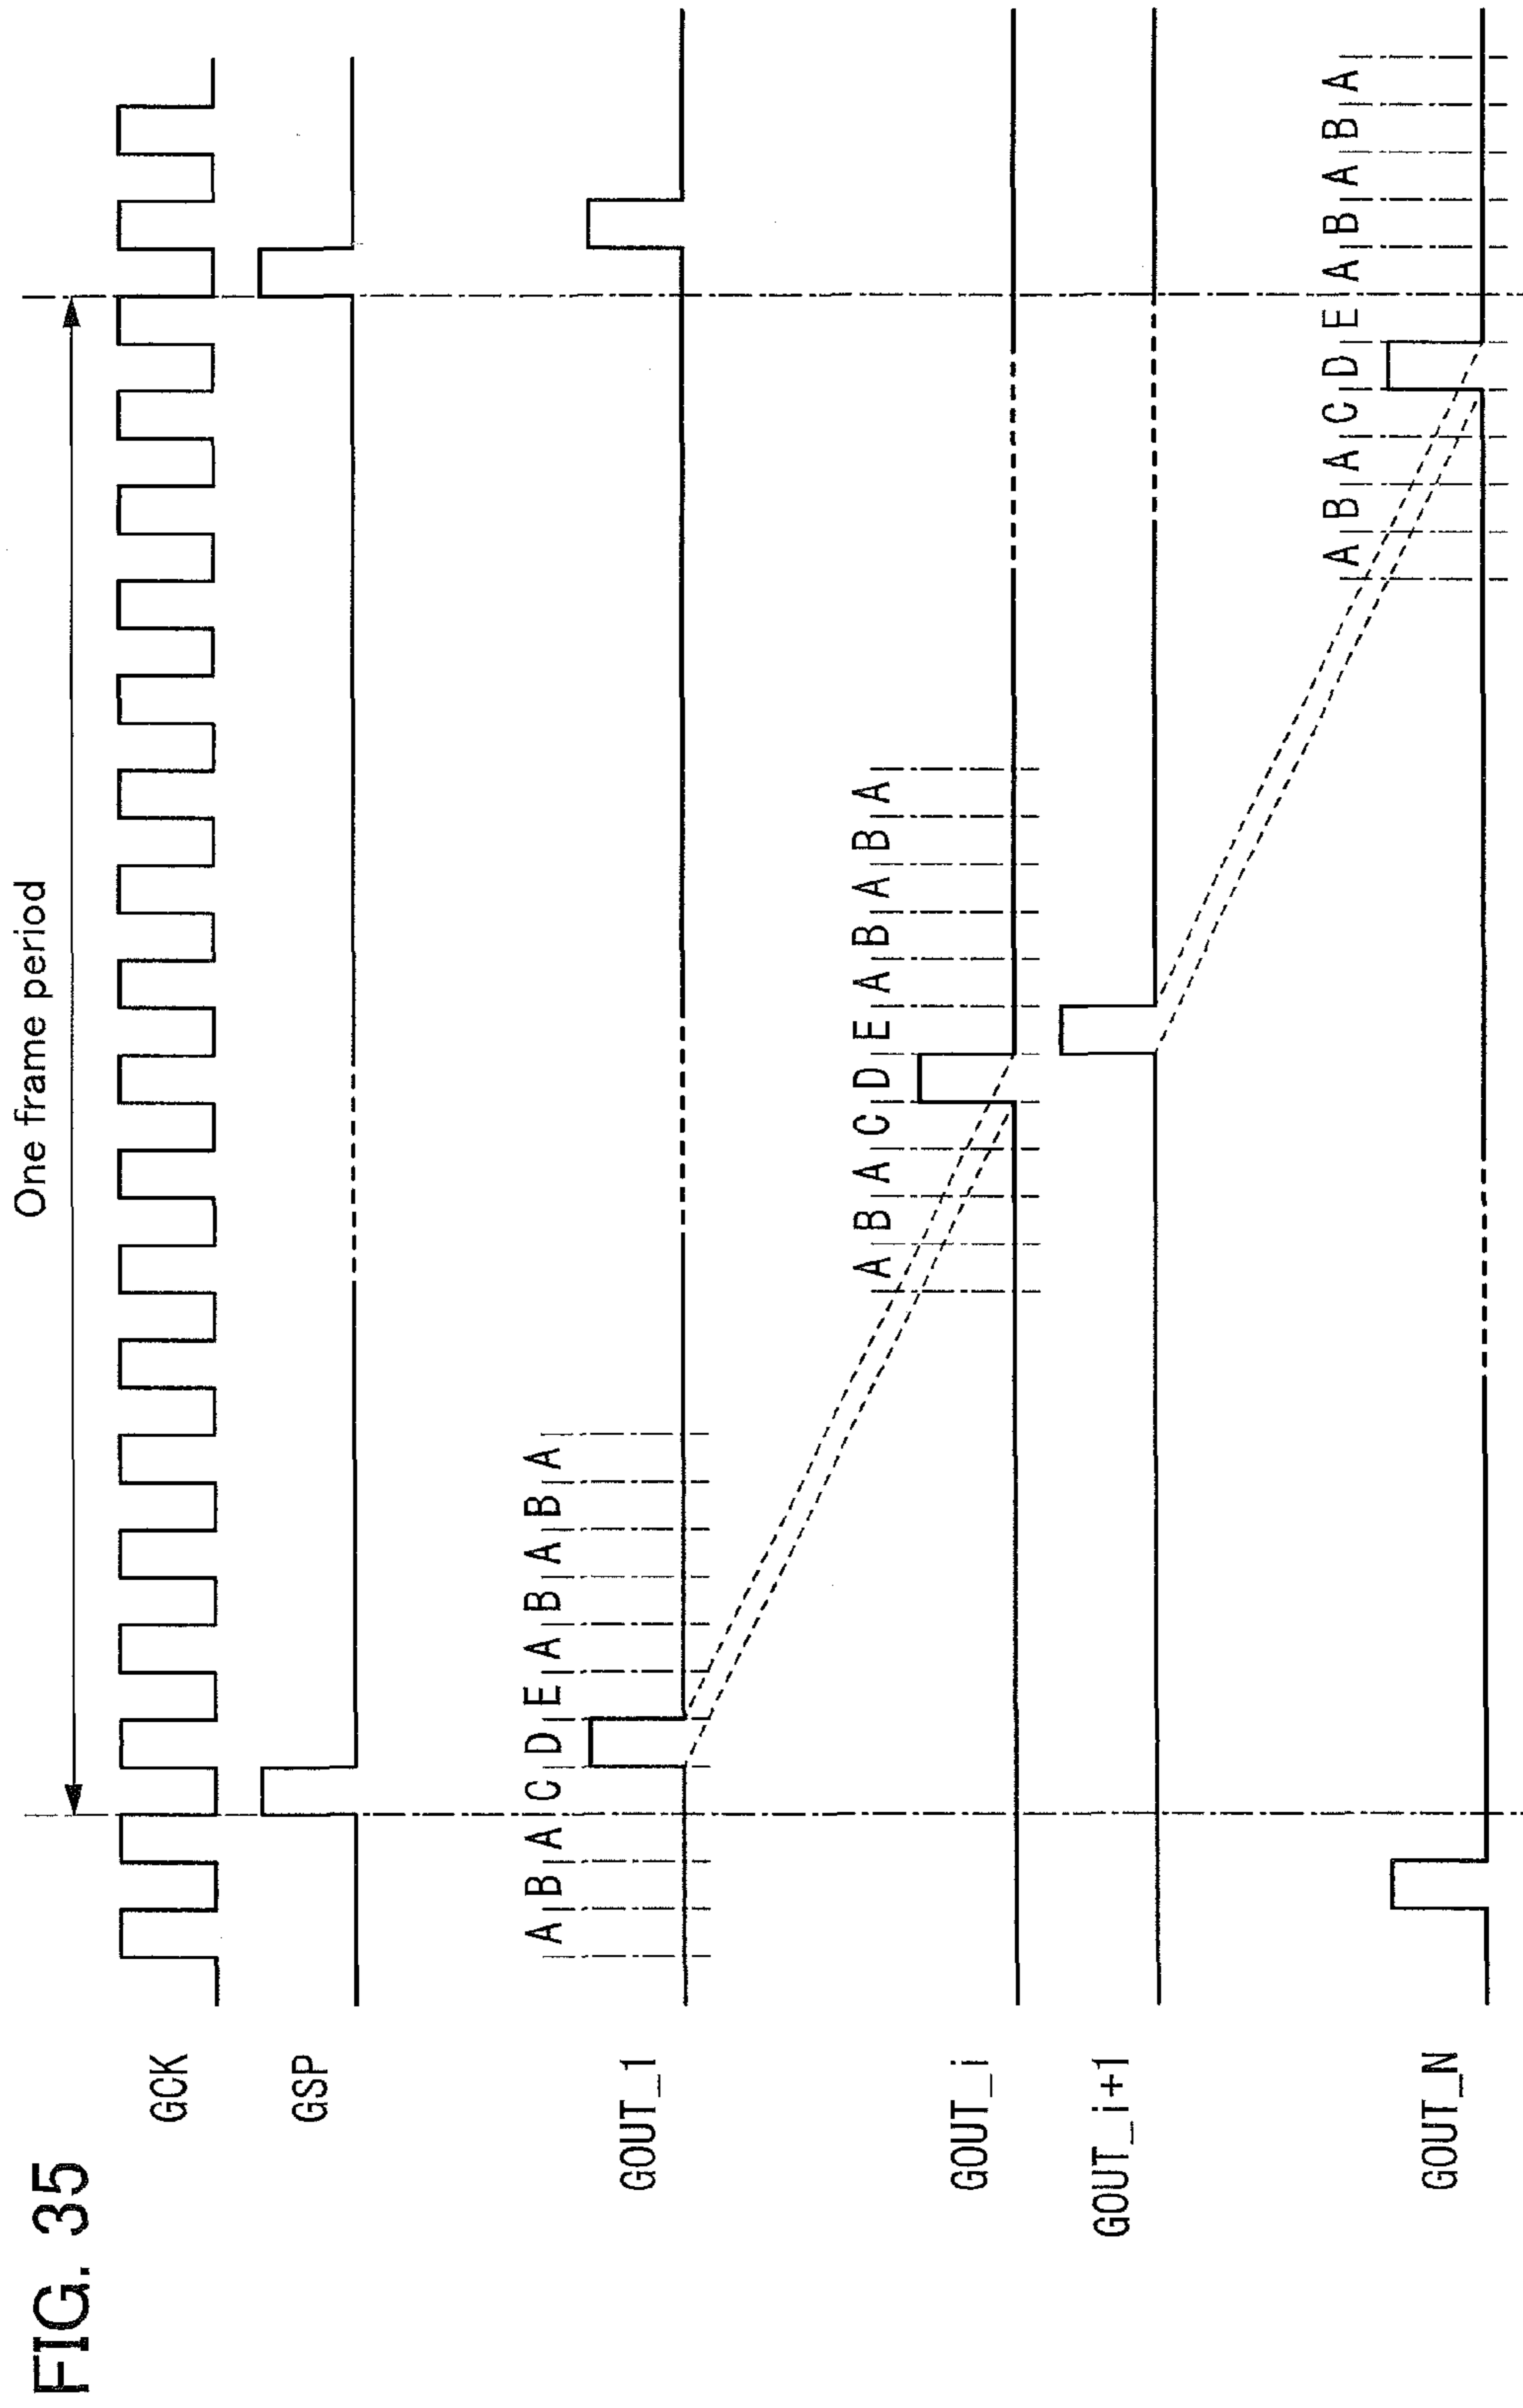 FIG. 35
One frame period
GCK
GSP
A B A C D E A B A B A
GOUT_1
A B A C D E A B A B A
GOUT_i
GOUT_i+1
A B A C D E A B A B A
GOUT_N